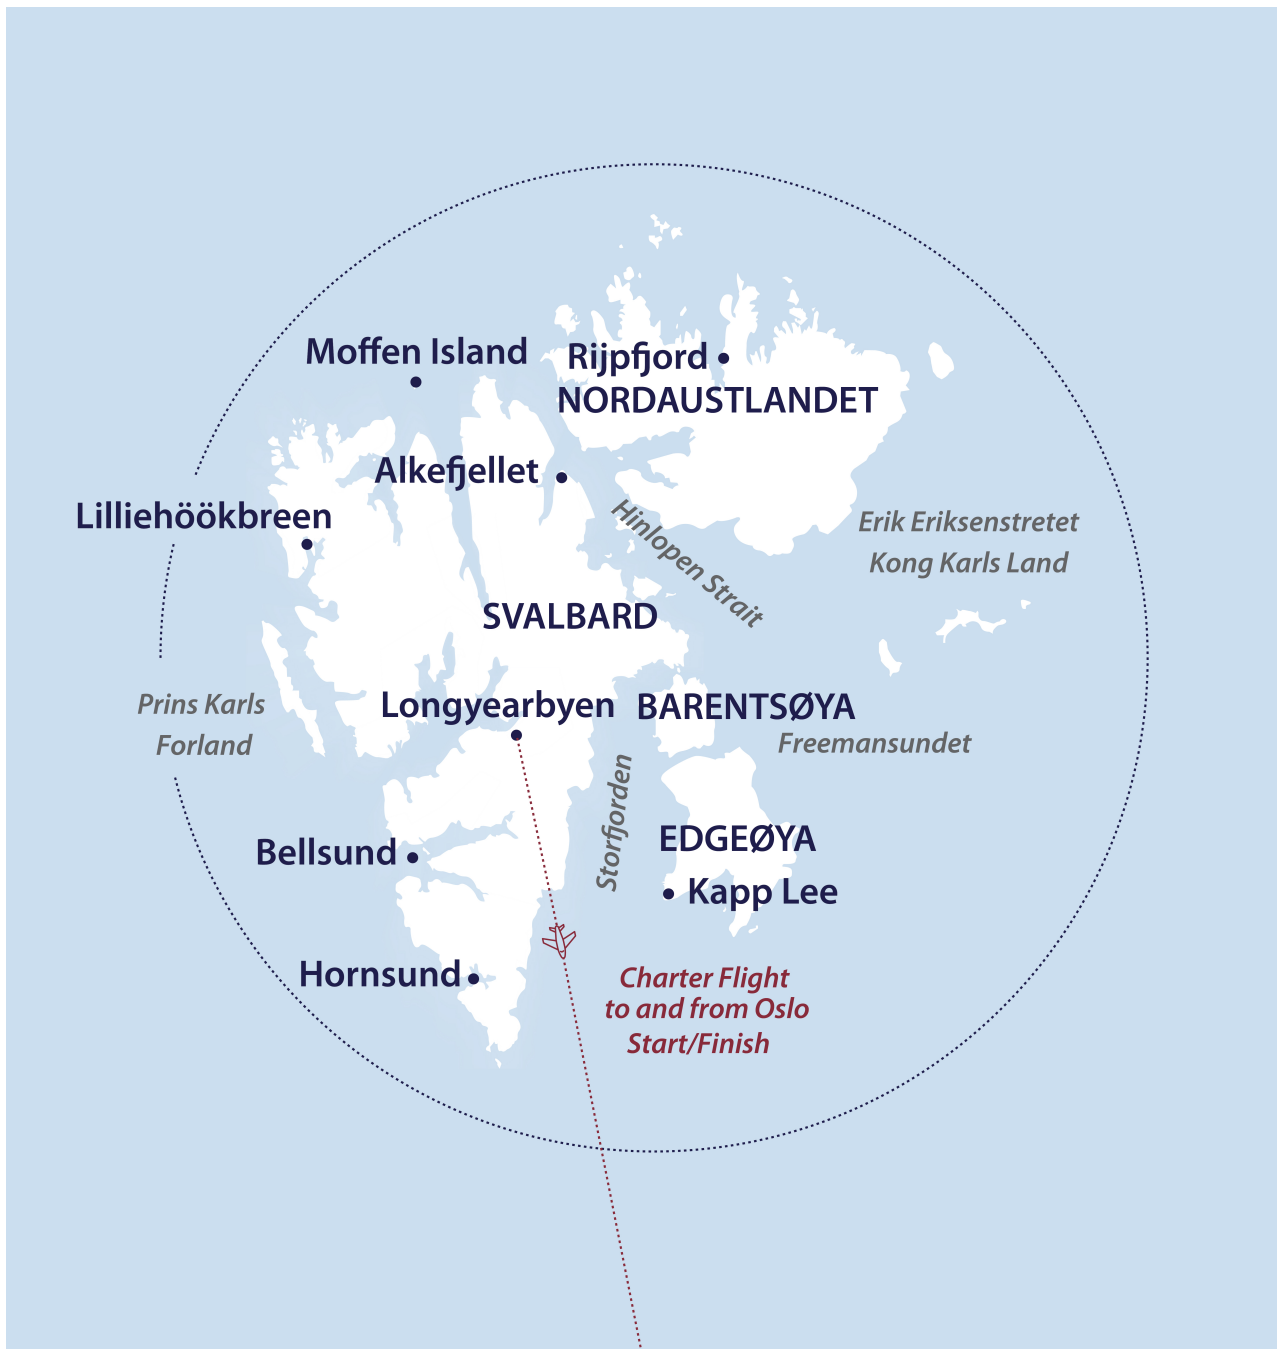 Moffen Island
Rijpfjord
NORDAUSTLANDET
Alkefjellet
Lilliehöökbreen
Hinlopen Strait
Erik Eriksenstretet
Kong Karls Land
SVALBARD
Prins Karls
Forland
Longyearbyen
BARENTSØYA
Freemansundet
Storfjorden
EDGEØYA
Bellsund
Kapp Lee
Hornsund
Charter Flight
to and from Oslo
Start/Finish